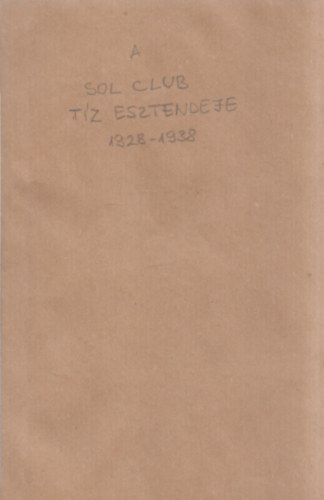 A
SOL CLUB
TÍZ ESZTENDEJE
1928-1938